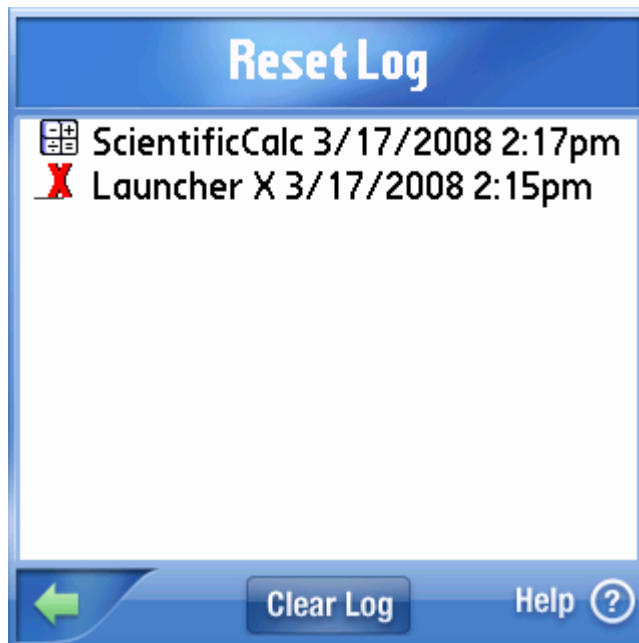 Reset Log
ScientificCalc 3/17/2008 2:17pm
Launcher X 3/17/2008 2:15pm
Clear Log
Help ?